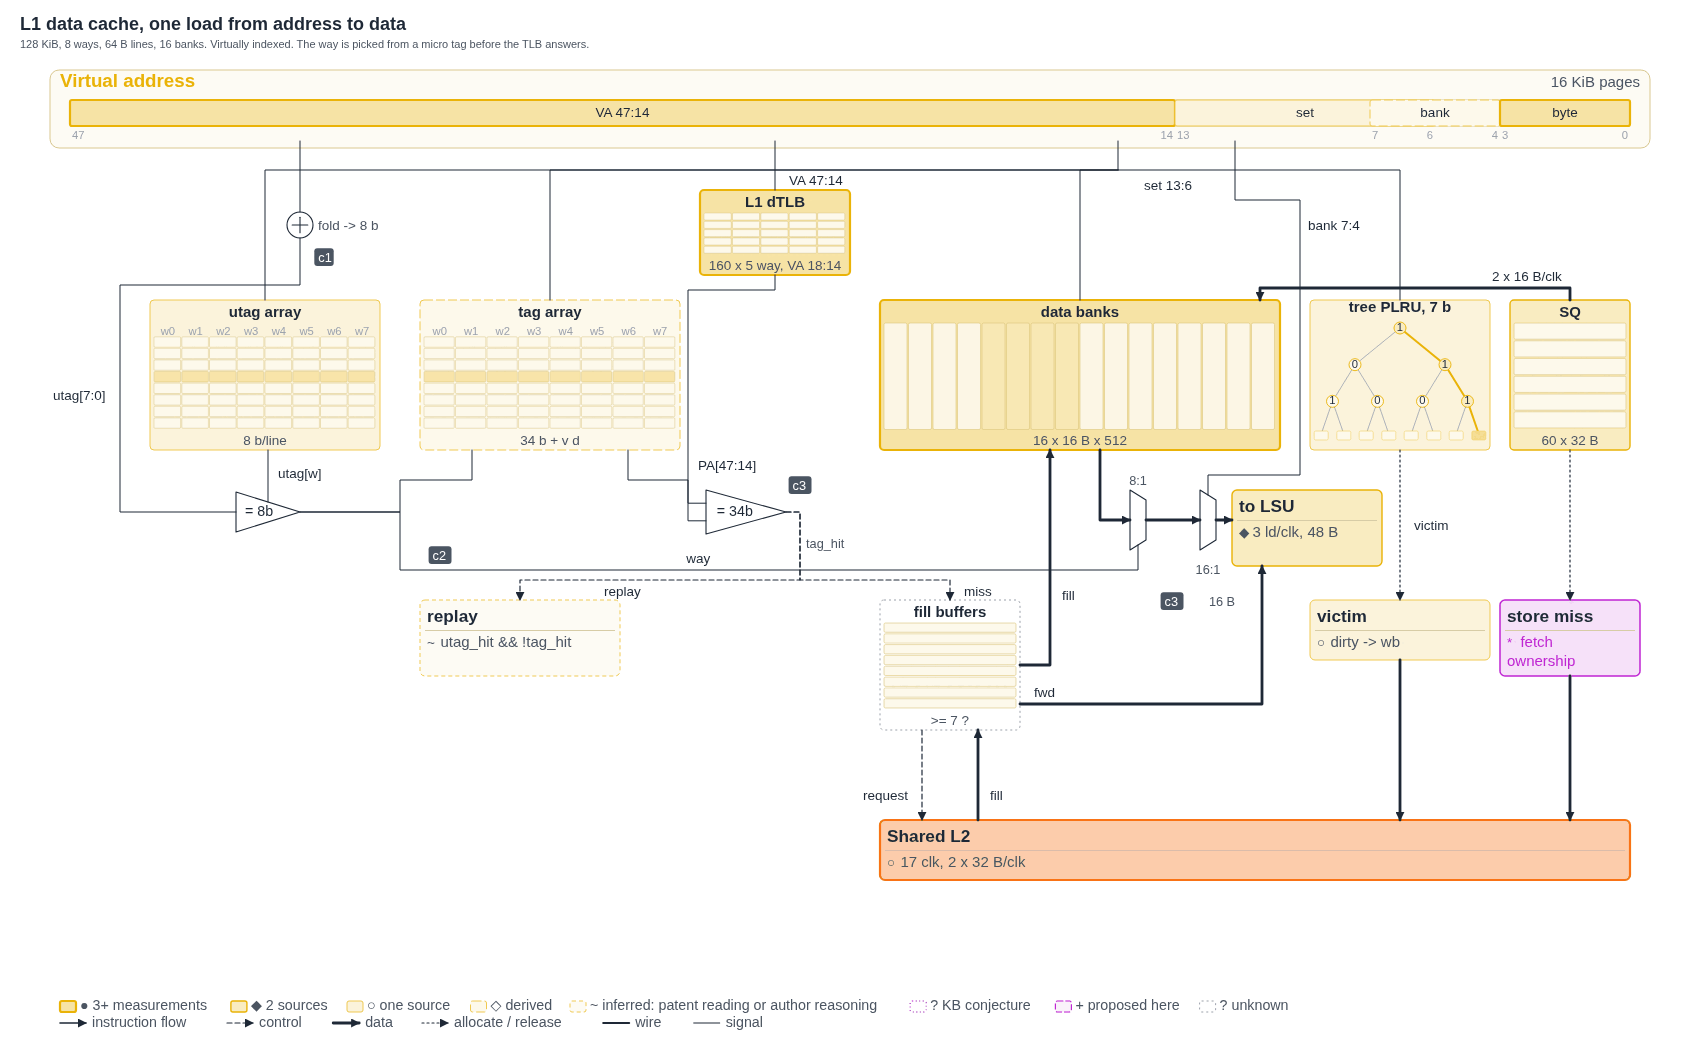 L1 data cache, one load from address to data
128 KiB, 8 ways, 64 B lines, 16 banks. Virtually indexed. The way is picked from a micro tag before the TLB answers.
Virtual address
16 KiB pages
VA 47:14
set
bank
byte
47
14 13
7
6
4 3
0
VA 47:14
set 13:6
bank 7:4
fold -> 8 b
c1
L1 dTLB
160 x 5 way, VA 18:14
2 x 16 B/clk
utag array
w0 w1 w2 w3 w4 w5 w6 w7
8 b/line
tag array
w0 w1 w2 w3 w4 w5 w6 w7
34 b + v d
data banks
16 x 16 B x 512
tree PLRU, 7 b
1
0 1
1 0 0 1
SQ
60 x 32 B
utag[7:0]
utag[w]
PA[47:14]
c3
8:1
= 8b
= 34b
to LSU
◆ 3 ld/clk, 48 B
victim
c2
way
tag_hit
16:1
replay
miss
fill
c3
16 B
replay
~ utag_hit && !tag_hit
fill buffers
>= 7 ?
fwd
victim
○ dirty -> wb
store miss
* fetch
ownership
request
fill
Shared L2
○ 17 clk, 2 x 32 B/clk
● 3+ measurements
◆ 2 sources
○ one source
◇ derived
~ inferred: patent reading or author reasoning
? KB conjecture
+ proposed here
? unknown
instruction flow
control
data
allocate / release
wire
signal